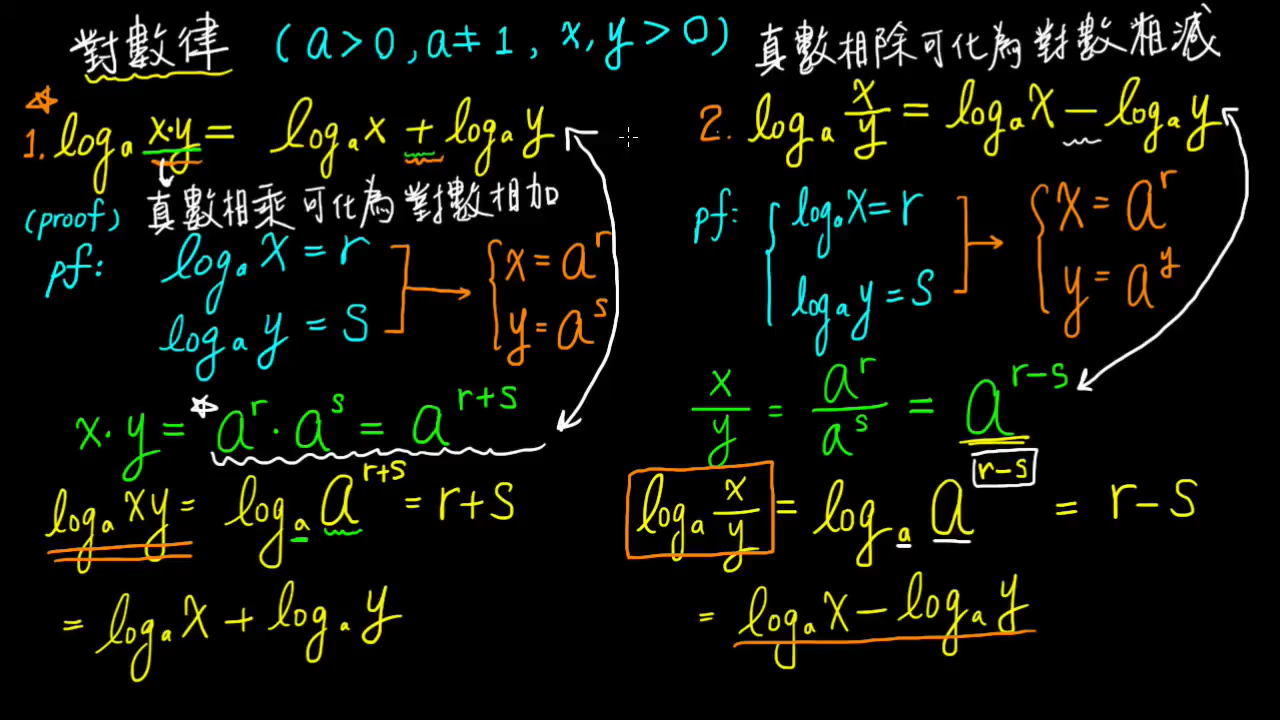 對數律 (a>0, a≠1, x,y>0)
1. logₐ x·y = logₐ x + logₐ y
真數相乘可化為對數相加
(proof)
pf: logₐ x = r
logₐ y = s
{ x = aʳ
y = aˢ
x·y = aʳ·aˢ = aʳ⁺ˢ
logₐ xy = logₐ aʳ⁺ˢ = r+s
= logₐ x + logₐ y
真數相除可化為對數粗減
2. logₐ x/y = logₐ x − logₐ y
pf: { logₐ x = r
logₐ y = s
{ x = aʳ
y = a^y
x/y = aʳ/aˢ = aʳ⁻ˢ
logₐ x/y = logₐ aʳ⁻ˢ = r−s
= logₐ x − logₐ y